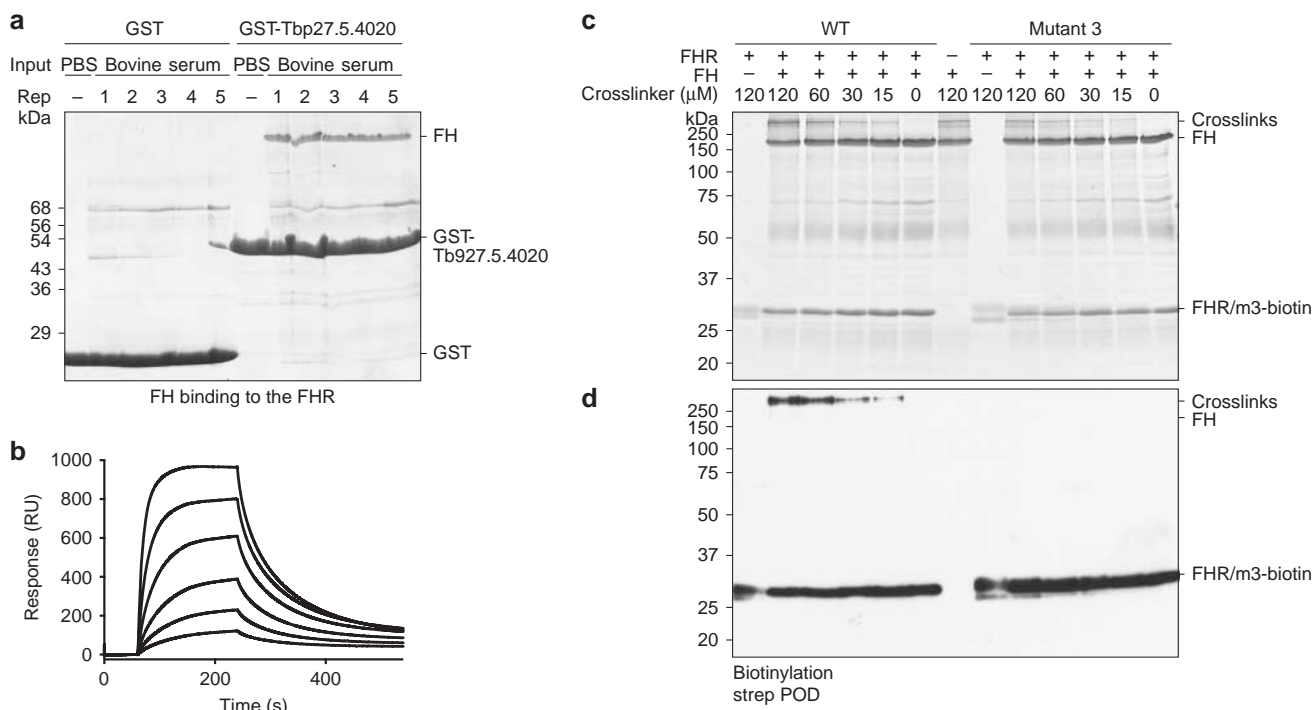 a
GST GST-Tbp27.5.4020
Input PBS Bovine serum PBS Bovine serum
Rep – 1 2 3 4 5 – 1 2 3 4 5
kDa
FH
68
56
54
43
36
29
GST-
Tb927.5.4020
GST
FH binding to the FHR
b
Response (RU)
1000
800
600
400
200
0
0 200 400
Time (s)
c
WT Mutant 3
FHR + + + + + + – + + + + + +
FH – + + + + + + – + + + + +
Crosslinker (μM) 120 120 60 30 15 0 120 120 120 60 30 15 0
kDa
250
150
100
75
50
37
25
20
Crosslinks
FH
FHR/m3-biotin
d
250
150
100
75
50
37
25
20
Crosslinks
FH
FHR/m3-biotin
Biotinylation
strep POD